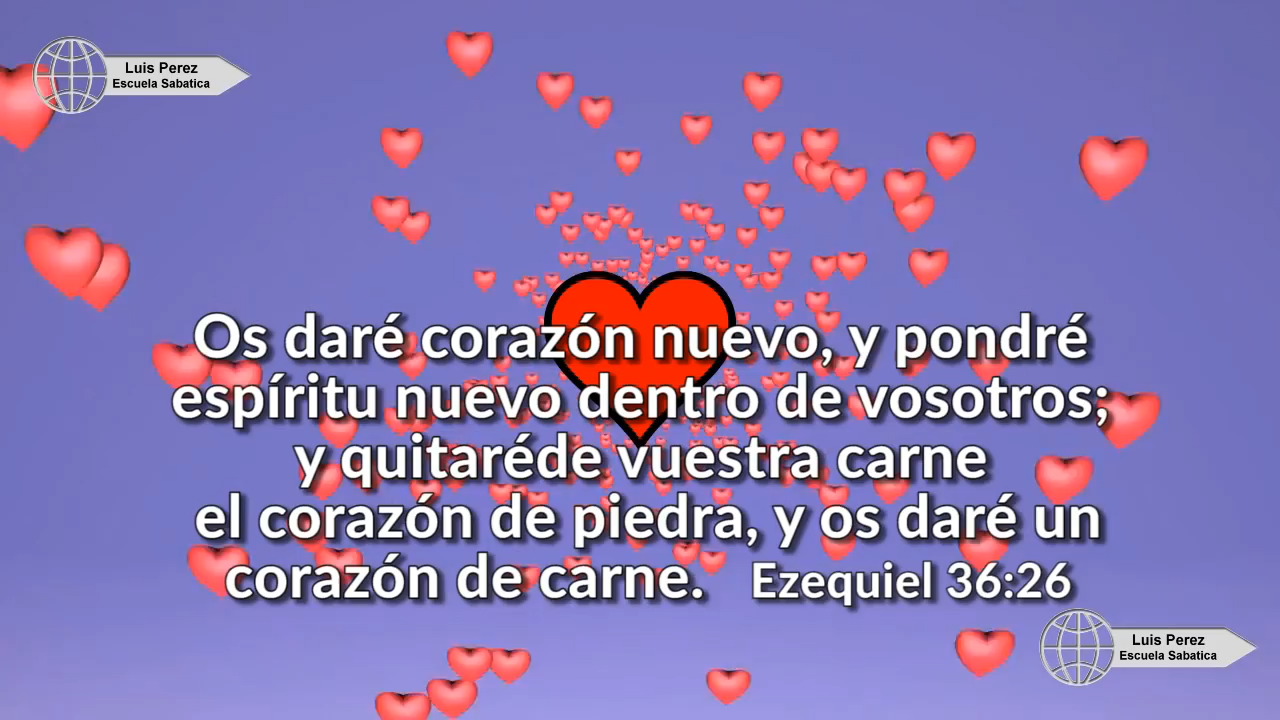 Luis Perez
Escuela Sabatica
Os daré corazón nuevo, y pondré
espíritu nuevo dentro de vosotros;
y quitaréde vuestra carne
el corazón de piedra, y os daré un
corazón de carne. Ezequiel 36:26
Luis Perez
Escuela Sabatica